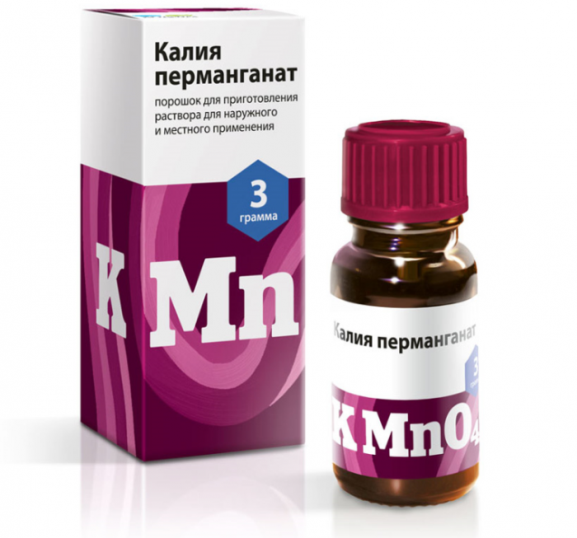 Калия
перманганат
порошок для приготовления
раствора для наружного
и местного применения
3
грамма
K Mn
Калия перманганат
3
K MnO4